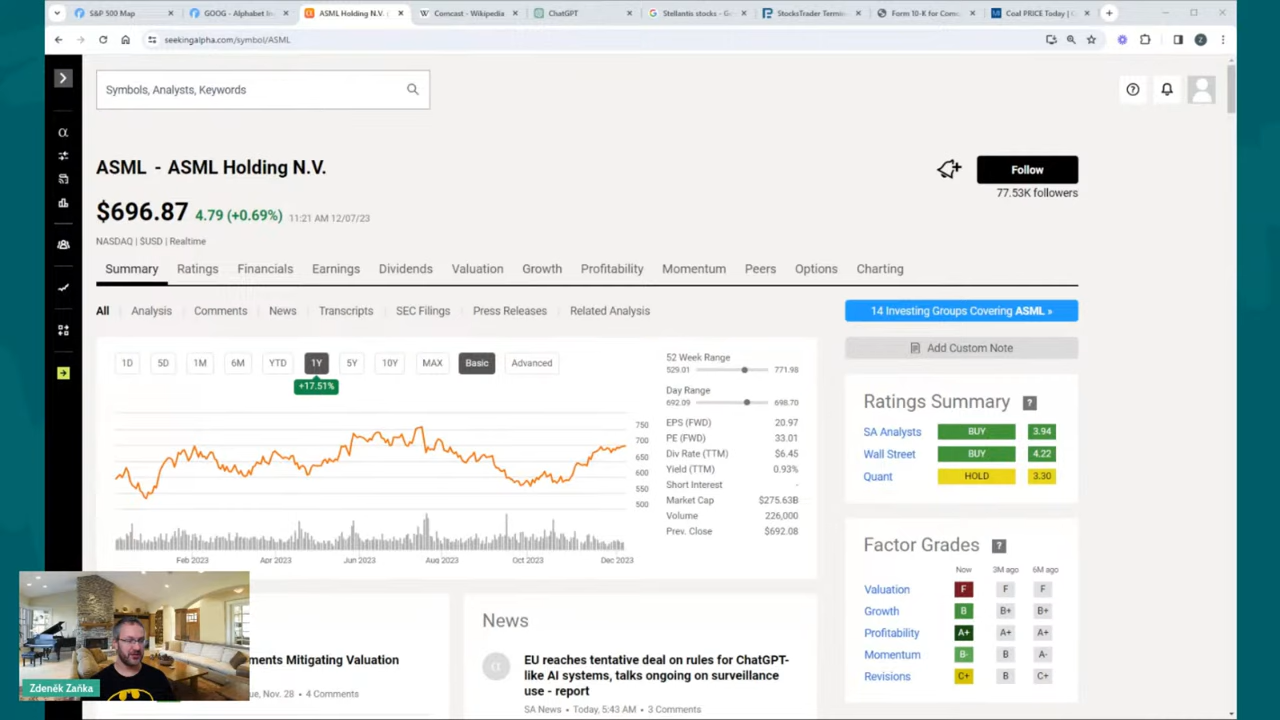 S&P 500 Map
GOOG - Alphabet In
ASML Holding N.V. (
Comcast - Wikipedia
ChatGPT
Stellantis stocks - Go
StocksTrader Termin
Form 10-K for Com
Coal PRICE Today | C
seekingalpha.com/symbol/ASML
Symbols, Analysts, Keywords
ASML - ASML Holding N.V.
Follow
77.53K followers
$696.87 4.79 (+0.69%) 11:21 AM 12/07/23
NASDAQ | $USD | Realtime
Summary Ratings Financials Earnings Dividends Valuation Growth Profitability Momentum Peers Options Charting
All Analysis Comments News Transcripts SEC Filings Press Releases Related Analysis
14 Investing Groups Covering ASML »
Add Custom Note
1D 5D 1M 6M YTD 1Y 5Y 10Y MAX Basic Advanced
+17.51%
750
700
650
600
550
500
Feb 2023 Apr 2023 Jun 2023 Aug 2023 Oct 2023 Dec 2023
52 Week Range
529.01 771.98
Day Range
692.09 698.70
EPS (FWD) 20.97
PE (FWD) 33.01
Div Rate (TTM) $6.45
Yield (TTM) 0.93%
Short Interest -
Market Cap $275.63B
Volume 226,000
Prev. Close $692.08
Ratings Summary ?
SA Analysts BUY 3.94
Wall Street BUY 4.22
Quant HOLD 3.30
Factor Grades ?
Now 3M ago 6M ago
Valuation F F F
Growth B B+ B+
Profitability A+ A+ A+
Momentum B- B A-
Revisions C+ B C+
ments Mitigating Valuation
ue, Nov. 28 • 4 Comments
News
EU reaches tentative deal on rules for ChatGPT-
like AI systems, talks ongoing on surveillance
use - report
SA News • Today, 5:43 AM • 3 Comments
Zdeněk Zaňka